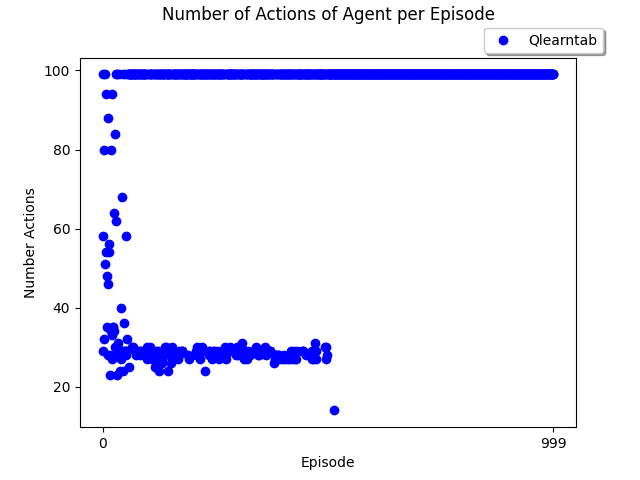 Number of Actions of Agent per Episode
Qlearntab
100
80
60
40
20
Number Actions
0
999
Episode